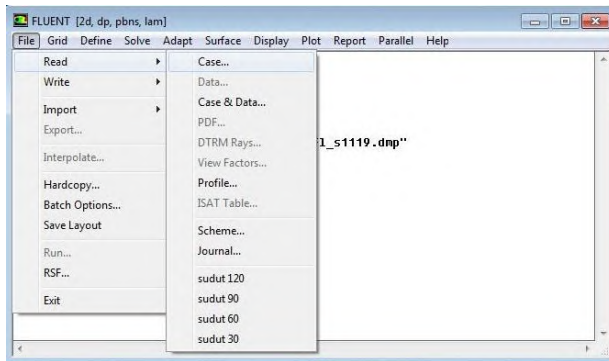 FLUENT [2d, dp, pbns, lam]
File Grid Define Solve Adapt Surface Display Plot Report Parallel Help
Read
Write
Import
Export...
Interpolate...
Hardcopy...
Batch Options...
Save Layout
Run...
RSF...
Exit
Case...
Data...
Case & Data...
PDF...
DTRM Rays...
View Factors...
Profile...
ISAT Table...
Scheme...
Journal...
sudut 120
sudut 90
sudut 60
sudut 30
l_s1119.dmp"